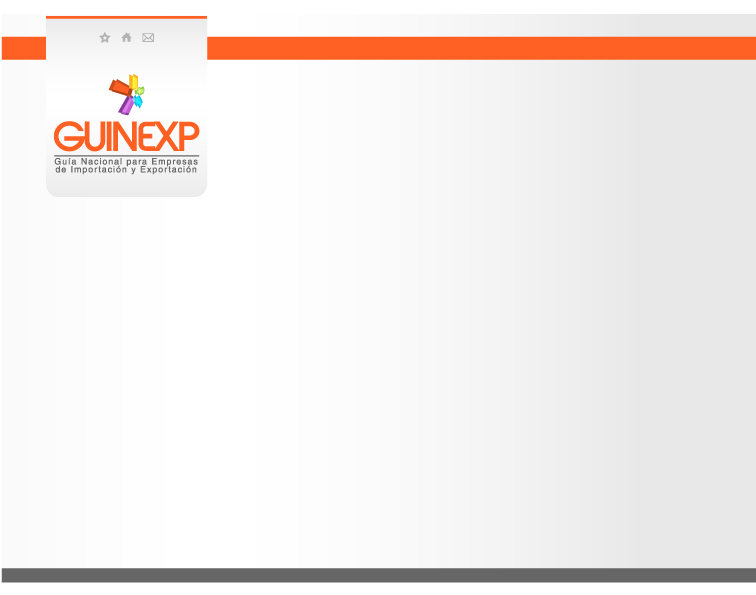 GUINEXP
Guía Nacional para Empresas
de Importación y Exportación